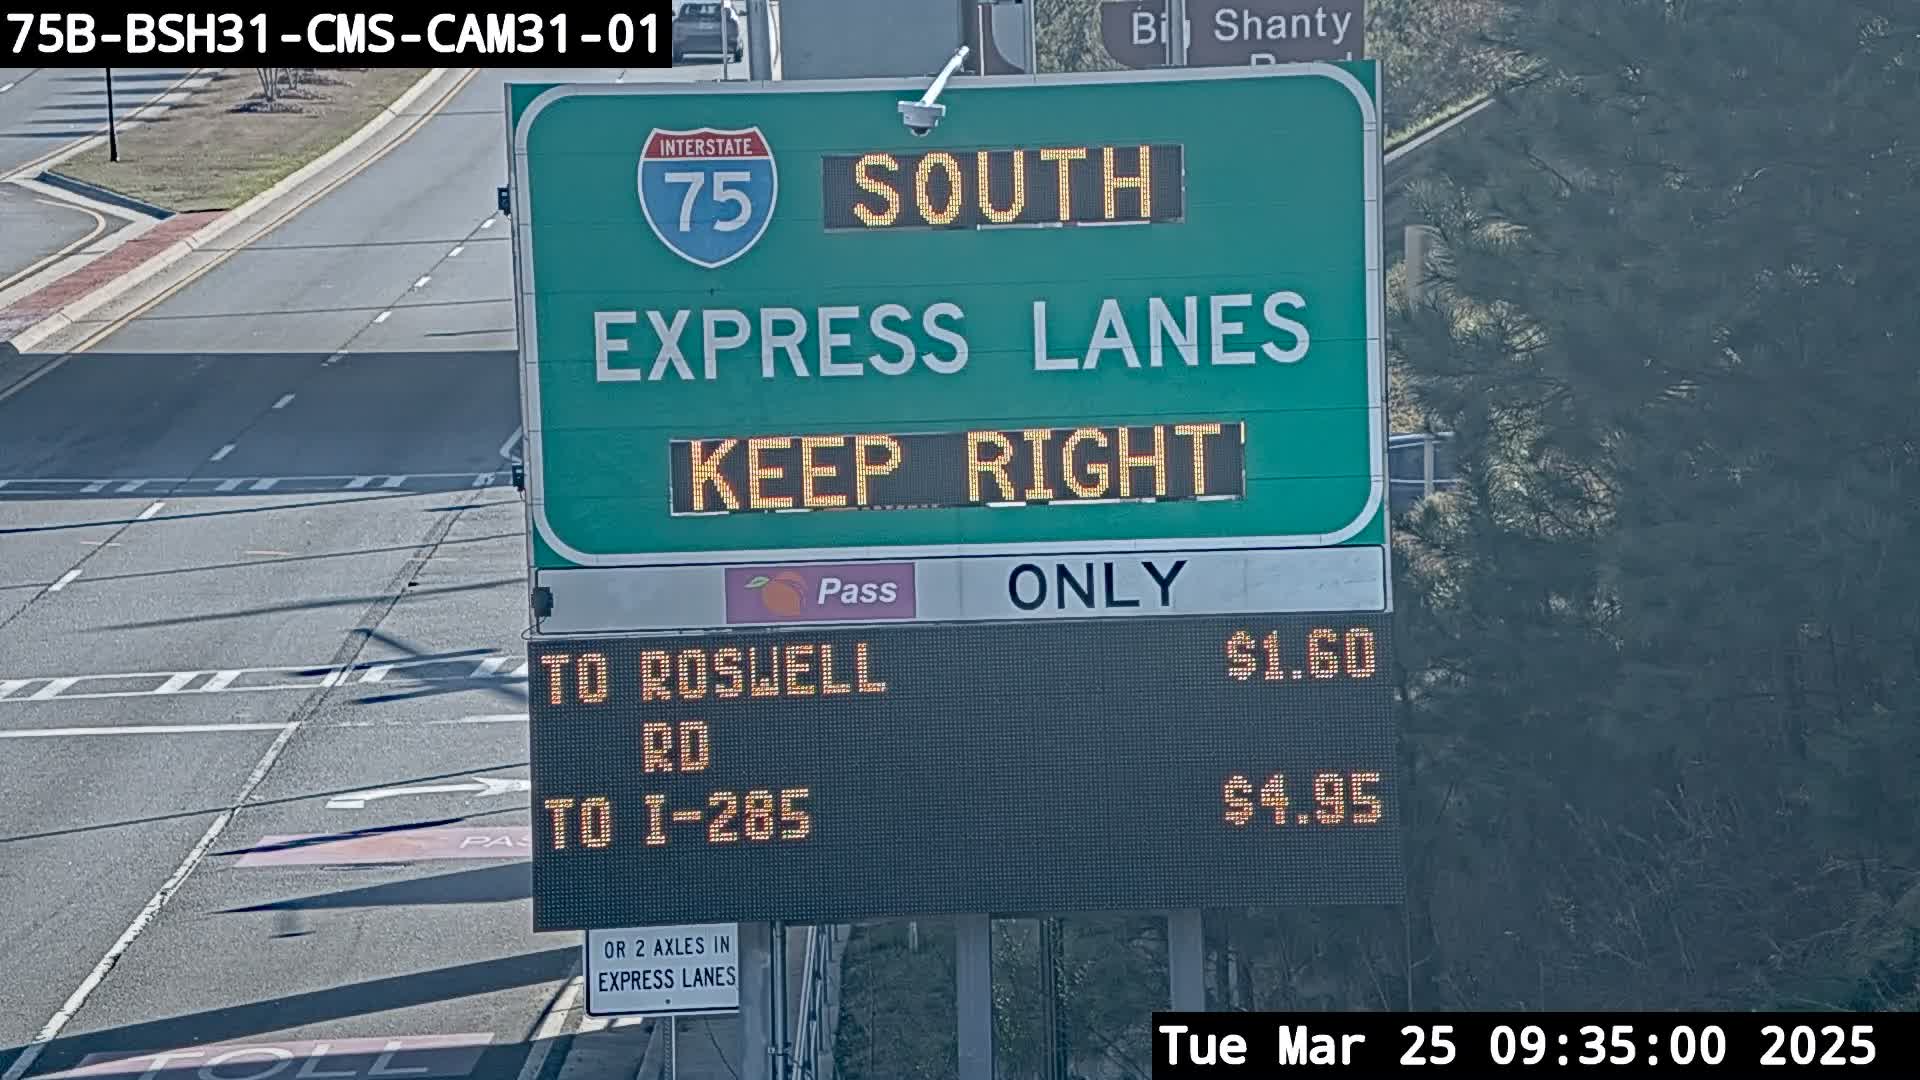 75B-BSH31-CMS-CAM31-01
Big Shanty
Road
INTERSTATE
75
SOUTH
EXPRESS LANES
KEEP RIGHT
Pass ONLY
TO ROSWELL $1.60
RD
TO I-285 $4.95
OR 2 AXLES IN
EXPRESS LANES
TOLL
Tue Mar 25 09:35:00 2025